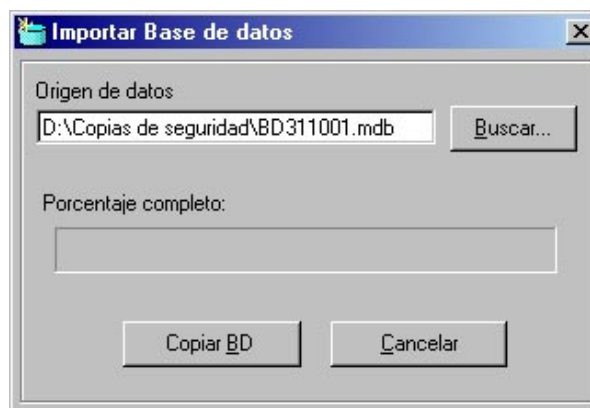 Importar Base de datos
Origen de datos
D:\Copias de seguridad\BD311001.mdb
Buscar...
Porcentaje completo:
Copiar BD
Cancelar